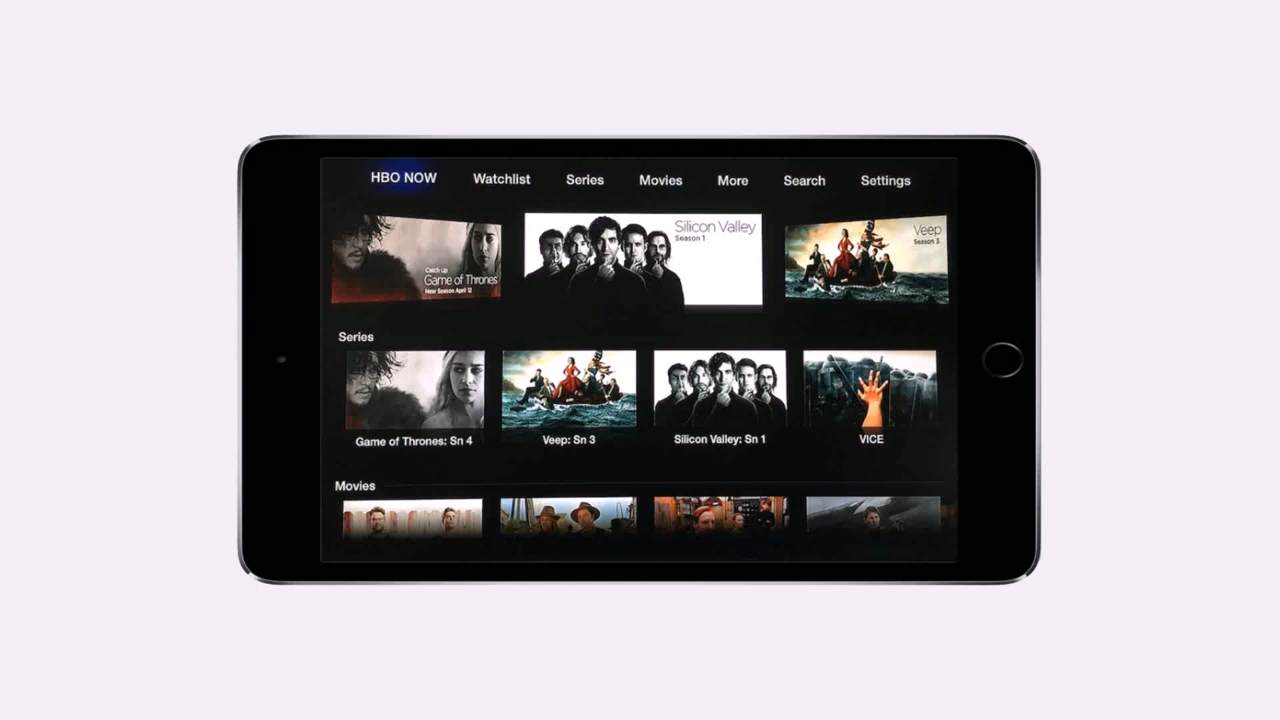 HBO NOW Watchlist Series Movies More Search Settings
Catch Up
Game of Thrones
New Season April 12
Silicon Valley
Season 1
Veep
Season 3
Series
Game of Thrones: Sn 4
Veep: Sn 3
Silicon Valley: Sn 1
VICE
Movies